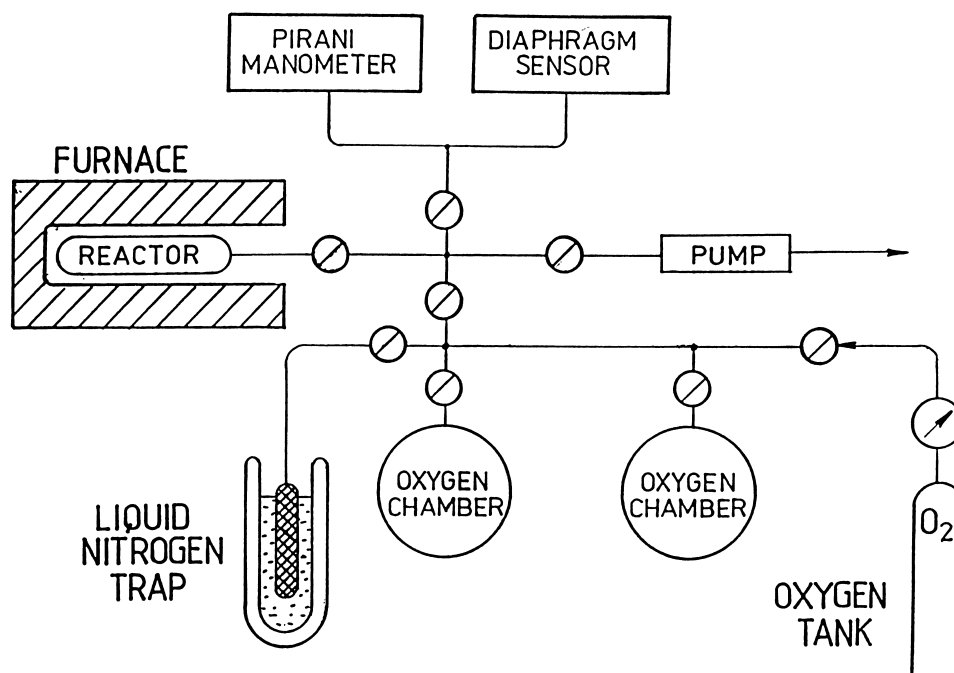 PIRANI
MANOMETER
DIAPHRAGM
SENSOR
FURNACE
REACTOR
PUMP
OXYGEN
CHAMBER
OXYGEN
CHAMBER
LIQUID
NITROGEN
TRAP
O2
OXYGEN
TANK